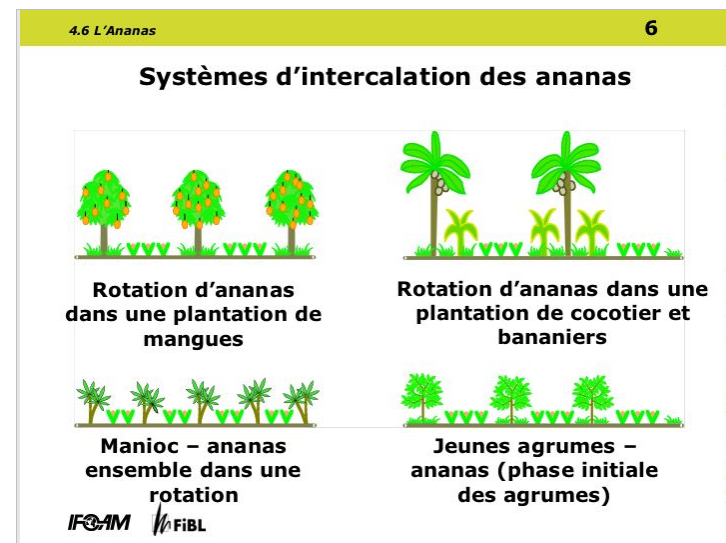 4.6 L’Ananas
6
Systèmes d’intercalation des ananas
Rotation d’ananas
dans une plantation de
mangues
Rotation d’ananas dans une
plantation de cocotier et
bananiers
Manioc – ananas
ensemble dans une
rotation
Jeunes agrumes –
ananas (phase initiale
des agrumes)
IFOAM
FiBL